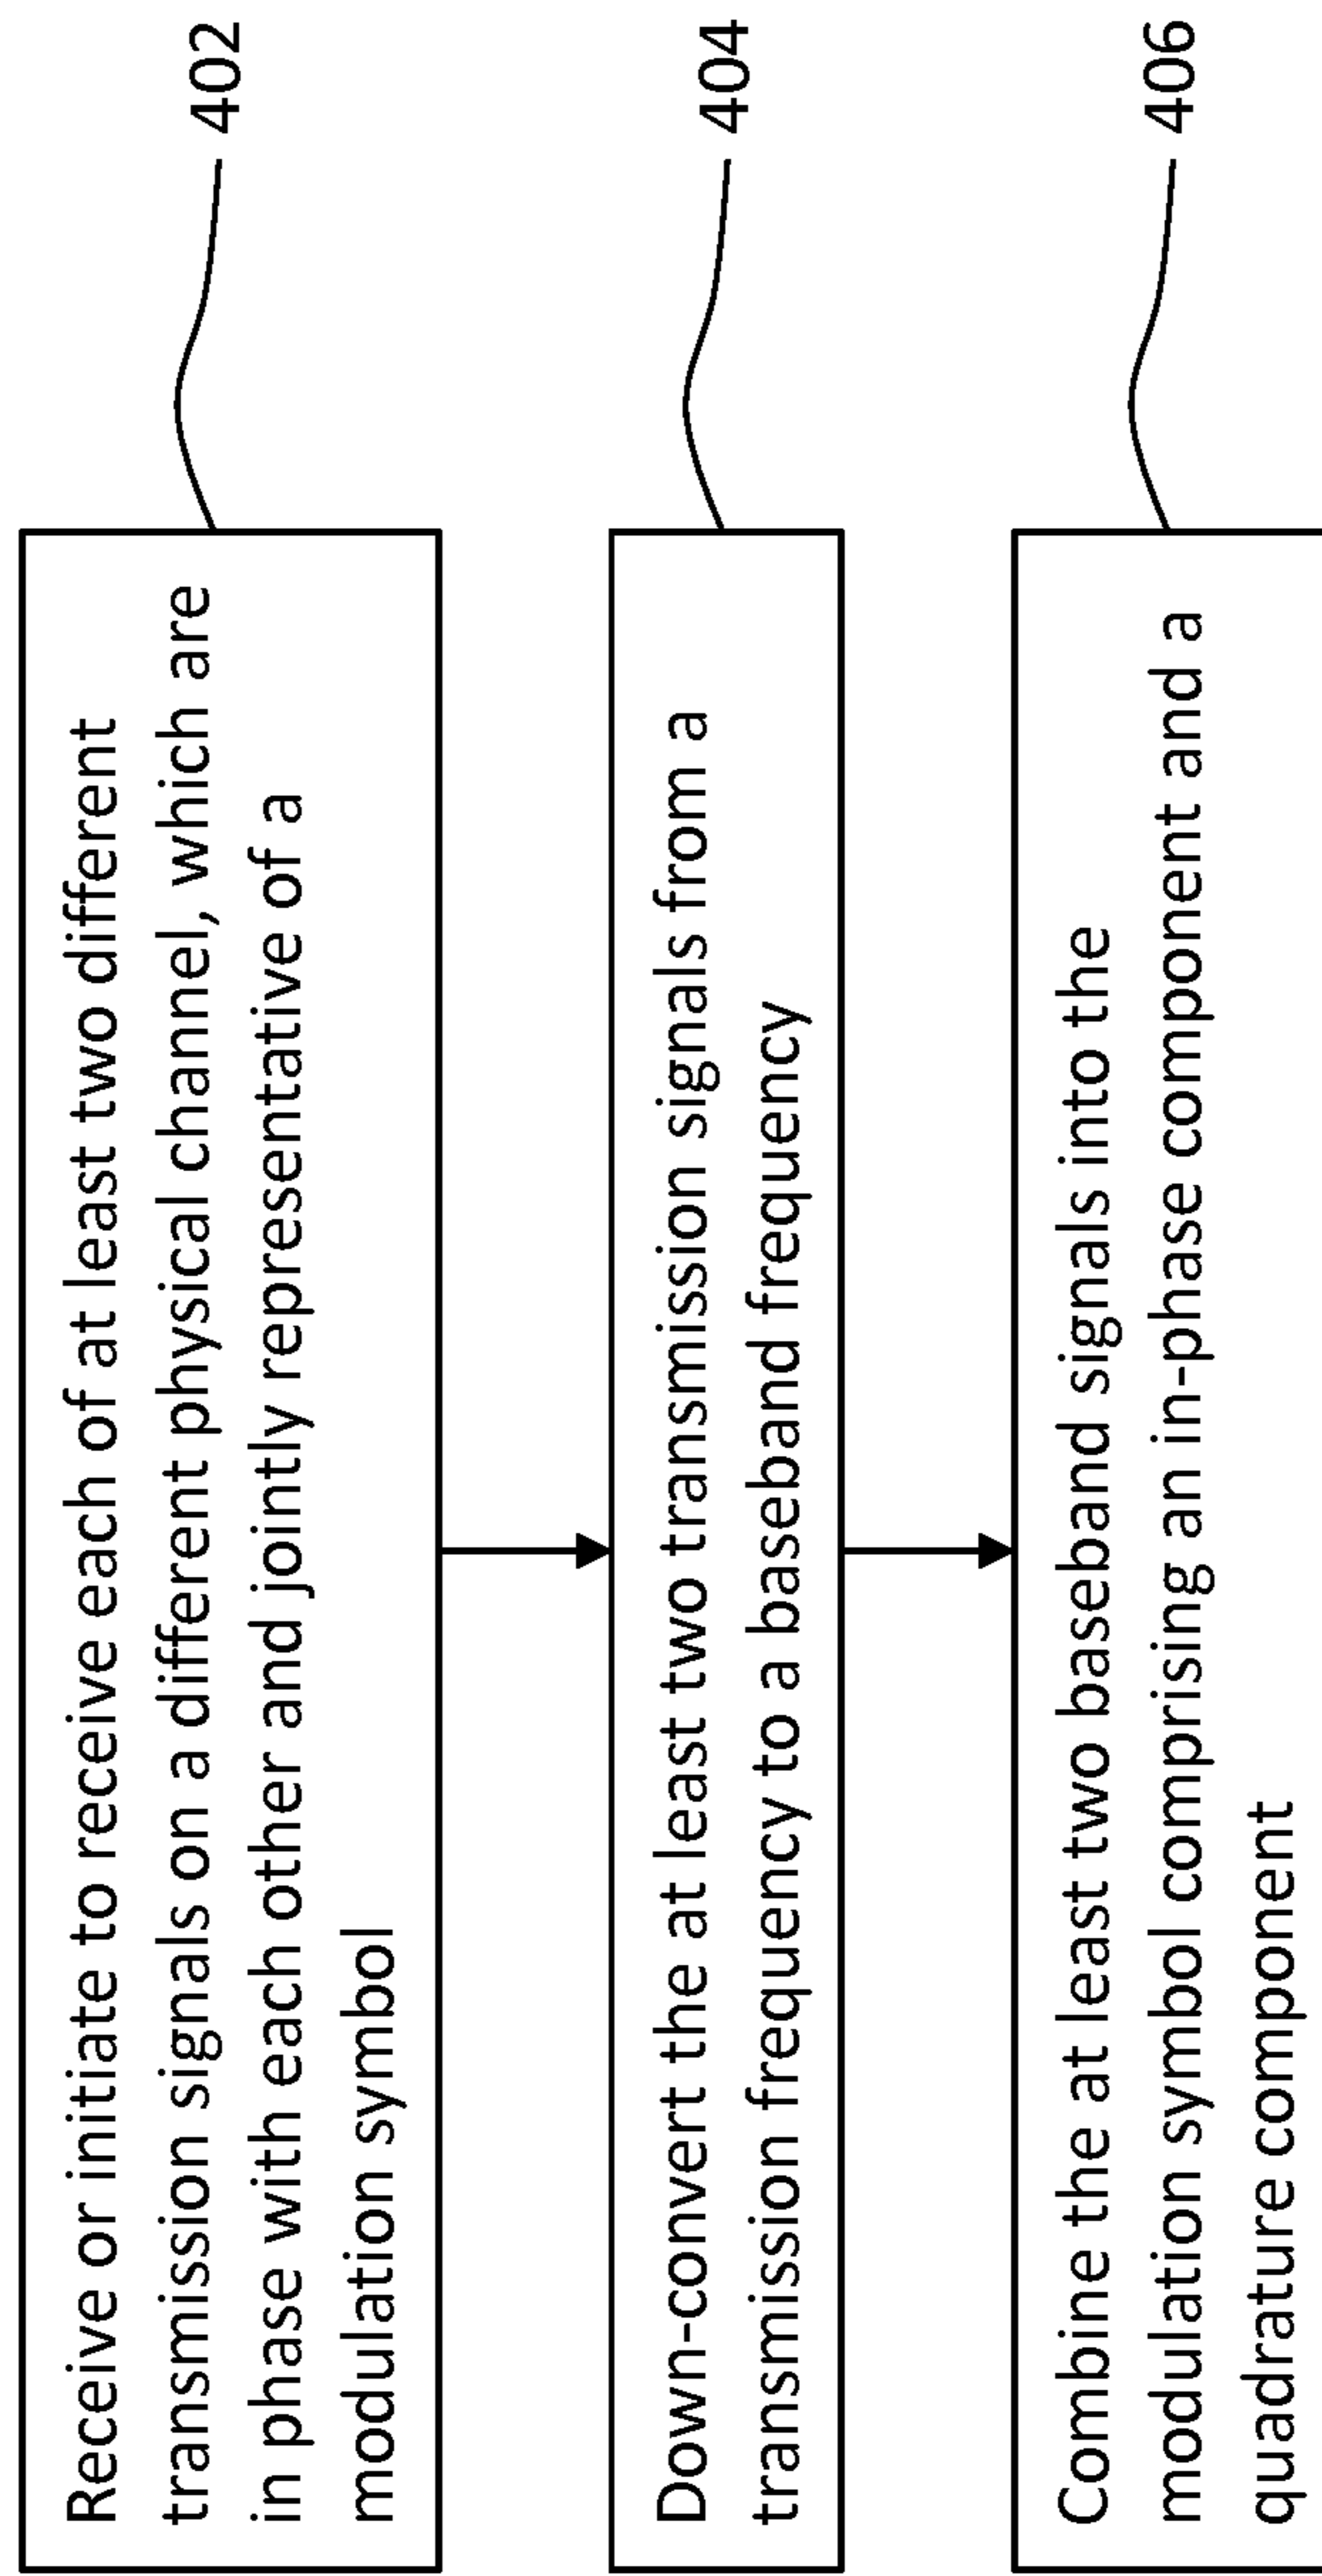 Receive or initiate to receive each of at least two different
transmission signals on a different physical channel, which are
in phase with each other and jointly representative of a
modulation symbol
402
Down-convert the at least two transmission signals from a
transmission frequency to a baseband frequency
404
Combine the at least two baseband signals into the
modulation symbol comprising an in-phase component and a
quadrature component
406